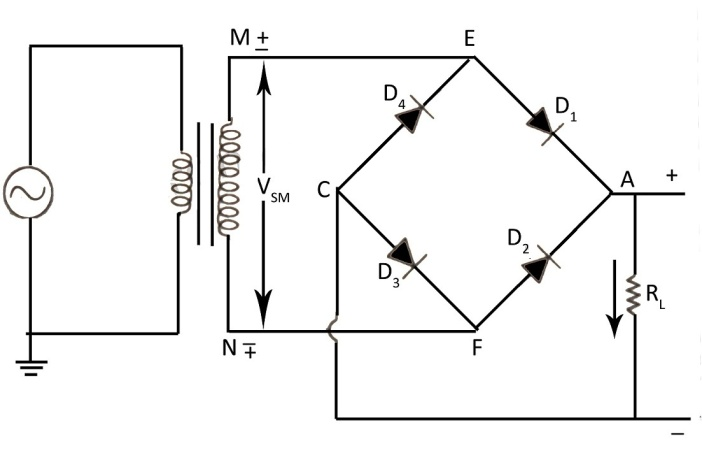 M ±
E
D4
D1
VSM
C
A
+
D3
D2
RL
N ∓
F
−